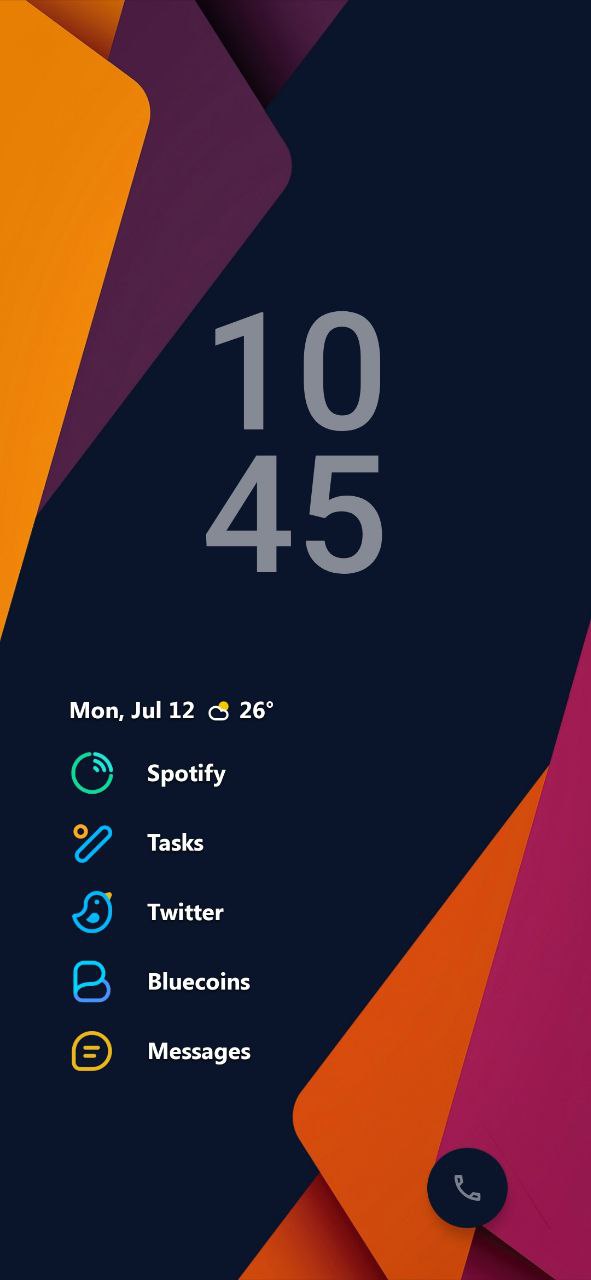 10
45
Mon, Jul 12 26°
Spotify
Tasks
Twitter
Bluecoins
Messages